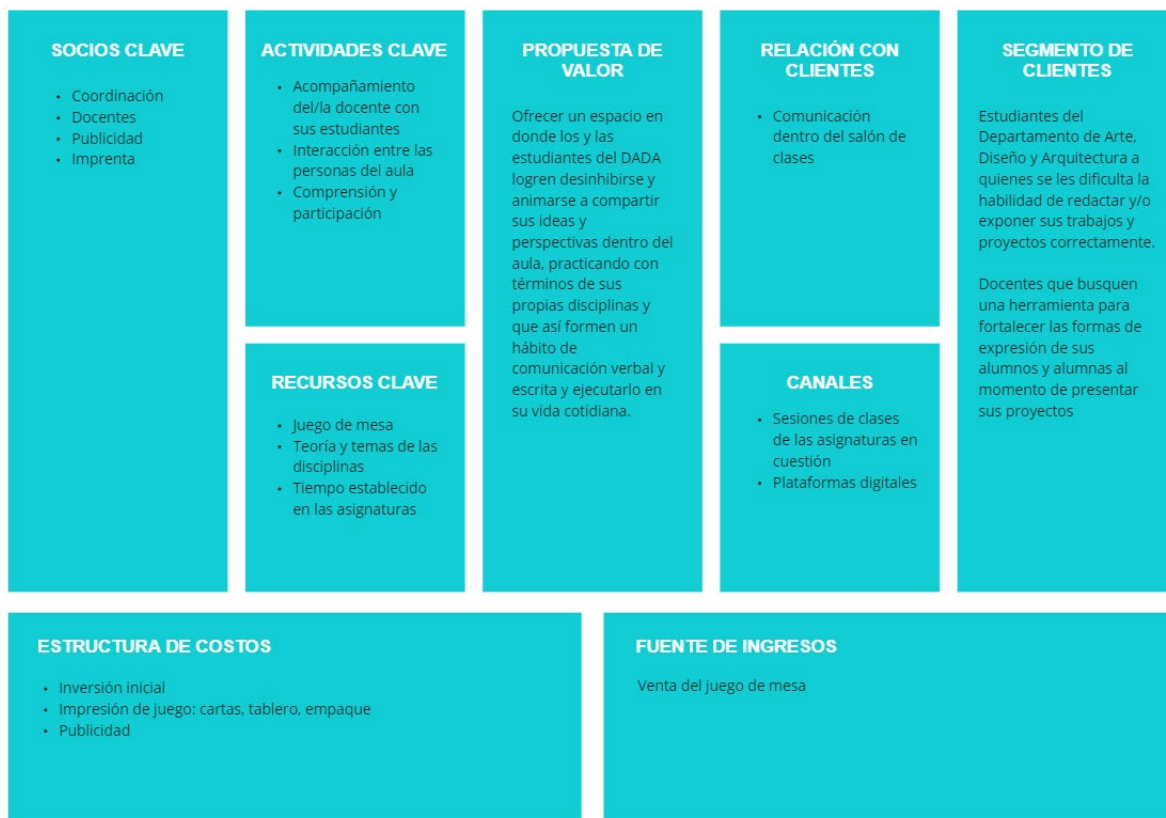 SOCIOS CLAVE
• Coordinación
• Docentes
• Publicidad
• Imprenta
ACTIVIDADES CLAVE
• Acompañamiento
del/la docente con
sus estudiantes
• Interacción entre las
personas del aula
• Comprensión y
participación
RECURSOS CLAVE
• Juego de mesa
• Teoría y temas de las
disciplinas
• Tiempo establecido
en las asignaturas
PROPUESTA DE
VALOR
Ofrecer un espacio en
donde los y las
estudiantes del DADA
logren desinhibirse y
animarse a compartir
sus ideas y
perspectivas dentro del
aula, practicando con
términos de sus
propias disciplinas y
que así formen un
hábito de
comunicación verbal y
escrita y ejecutarlo en
su vida cotidiana.
RELACIÓN CON
CLIENTES
• Comunicación
dentro del salón de
clases
CANALES
• Sesiones de clases
de las asignaturas en
cuestión
• Plataformas digitales
SEGMENTO DE
CLIENTES
Estudiantes del
Departamento de Arte,
Diseño y Arquitectura a
quienes se les dificulta la
habilidad de redactar y/o
exponer sus trabajos y
proyectos correctamente.
Docentes que busquen
una herramienta para
fortalecer las formas de
expresión de sus
alumnos y alumnas al
momento de presentar
sus proyectos
ESTRUCTURA DE COSTOS
• Inversión inicial
• Impresión de juego: cartas, tablero, empaque
• Publicidad
FUENTE DE INGRESOS
Venta del juego de mesa